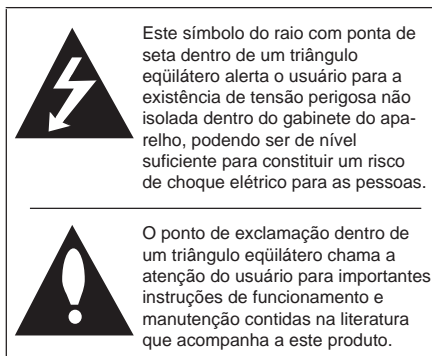 Este símbolo do raio com ponta de
seta dentro de um triângulo
eqüilátero alerta o usuário para a
existência de tensão perigosa não
isolada dentro do gabinete do apa-
relho, podendo ser de nível
suficiente para constituir um risco
de choque elétrico para as pessoas.
O ponto de exclamação dentro de
um triângulo eqüilátero chama a
atenção do usuário para importantes
instruções de funcionamento e
manutenção contidas na literatura
que acompanha a este produto.